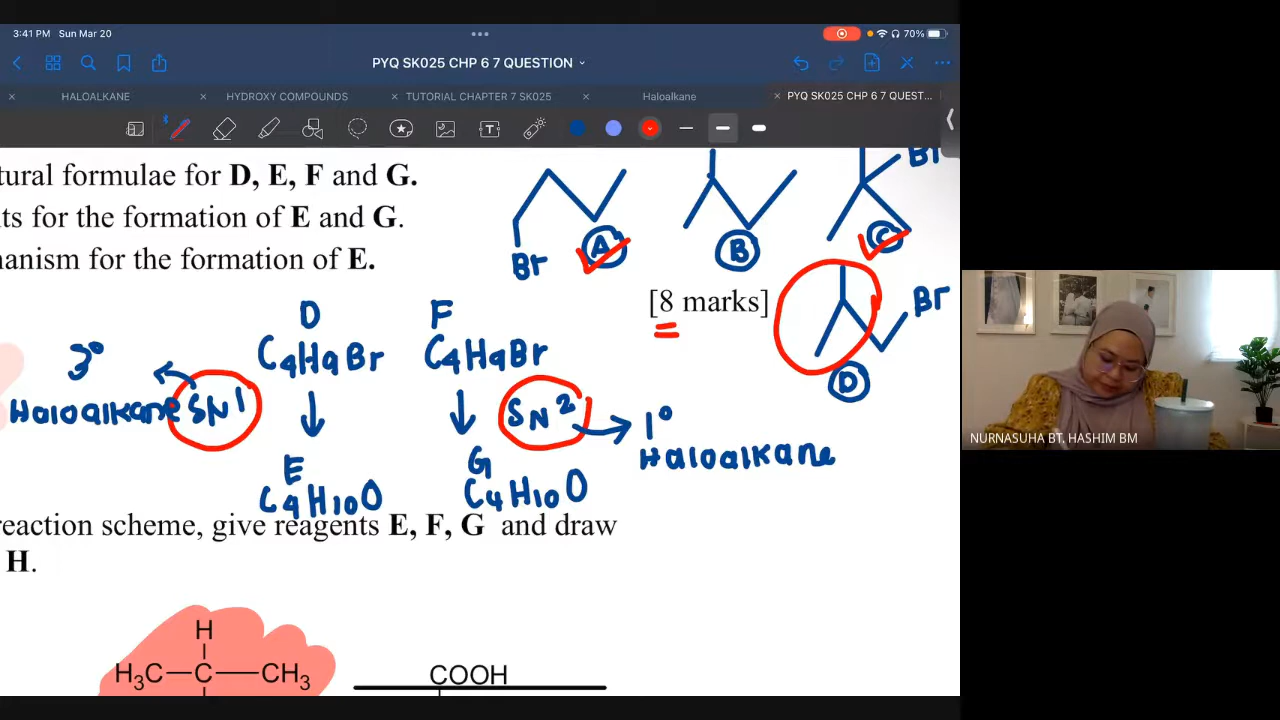 3:41 PM Sun Mar 20
70%
PYQ SK025 CHP 6 7 QUESTION
HALOALKANE
HYDROXY COMPOUNDS
TUTORIAL CHAPTER 7 SK025
Haloalkane
PYQ SK025 CHP 6 7 QUEST...
tural formulae for D, E, F and G.
ts for the formation of E and G.
hanism for the formation of E.
Br
A
B
C
Br
[8 marks]
Br
D
D
C4H9Br
F
C4H9Br
3°
Haloalkane
SN1
SN2
1°
Haloalkane
E
C4H10O
G
C4H10O
reaction scheme, give reagents E, F, G and draw
H.
H
H3C—C—CH3
COOH
NURNASUHA BT. HASHIM BM